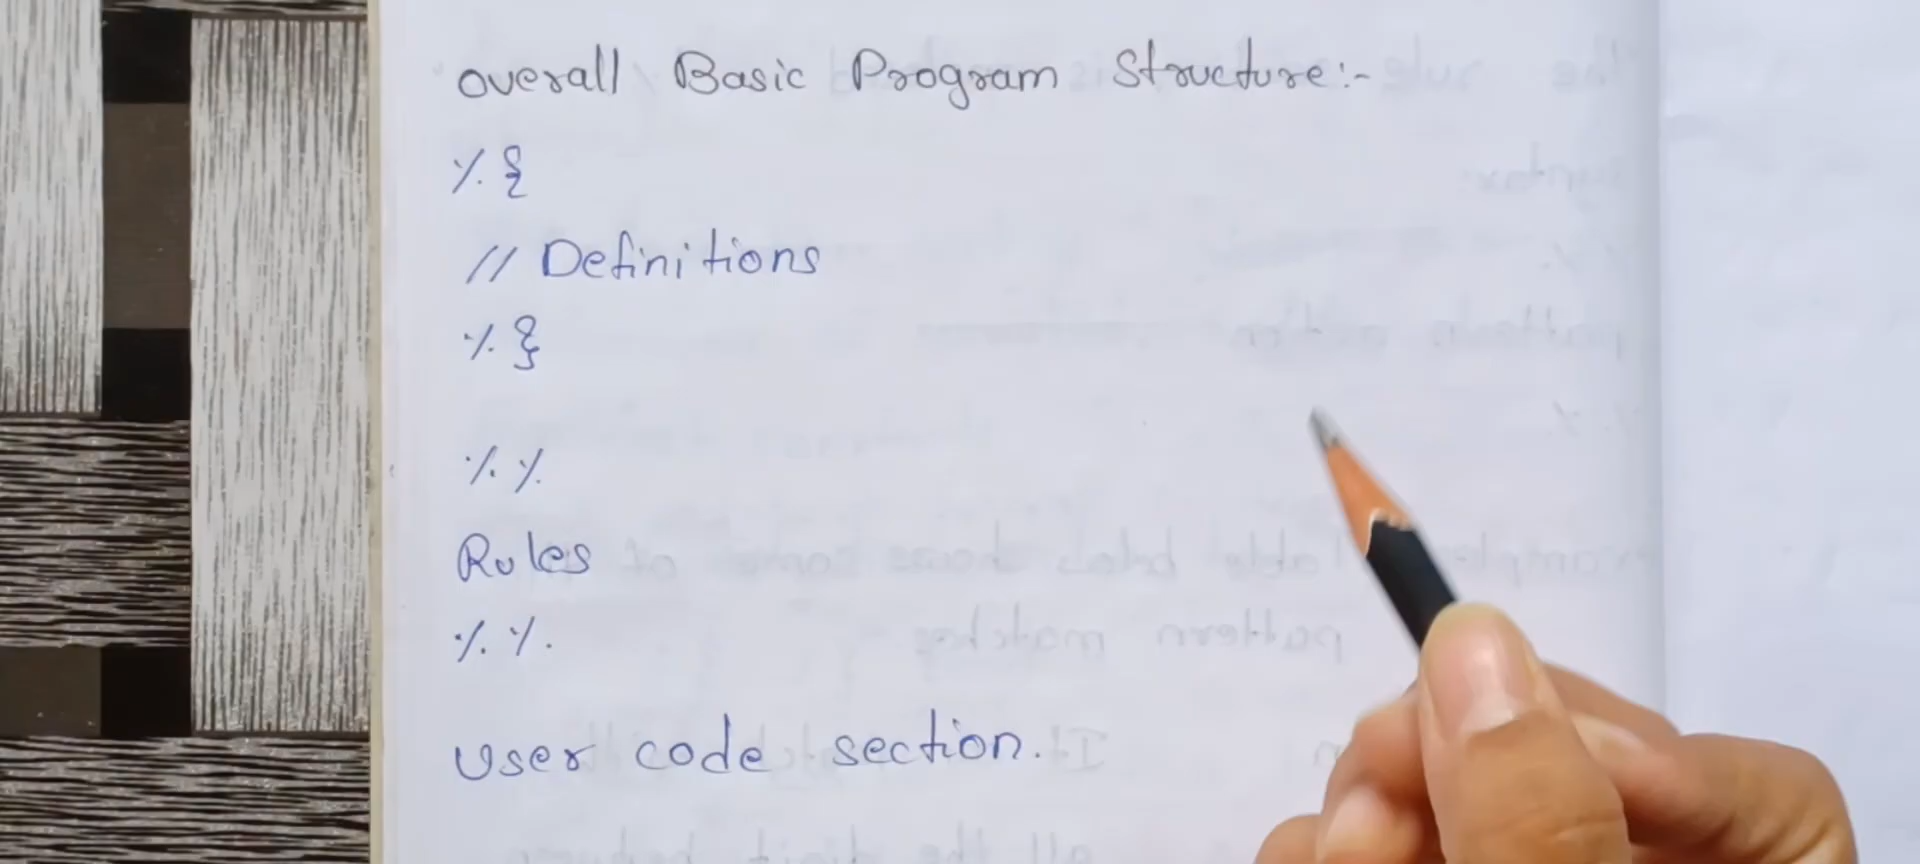 Overall Basic Program Structure:-
%{
// Definitions
%}
%%
Rules
%%.
User code section.